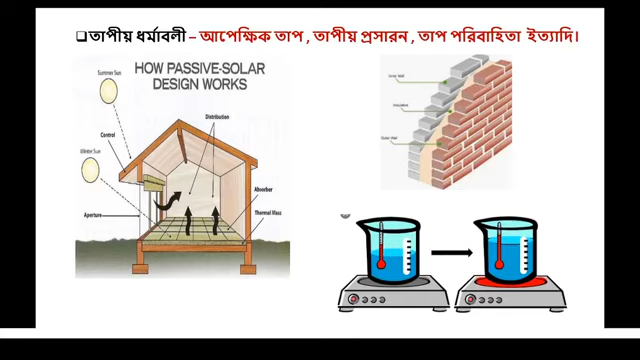 ❑তাপীয় ধর্মাবলী – আপেক্ষিক তাপ , তাপীয় প্রসারন , তাপ পরিবাহিতা ইত্যাদি।
HOW PASSIVE-SOLAR
DESIGN WORKS
Summer Sun
Distribution
Control
Winter Sun
Absorber
Aperture
Thermal Mass
Inner Wall
Insulation
Outer Wall